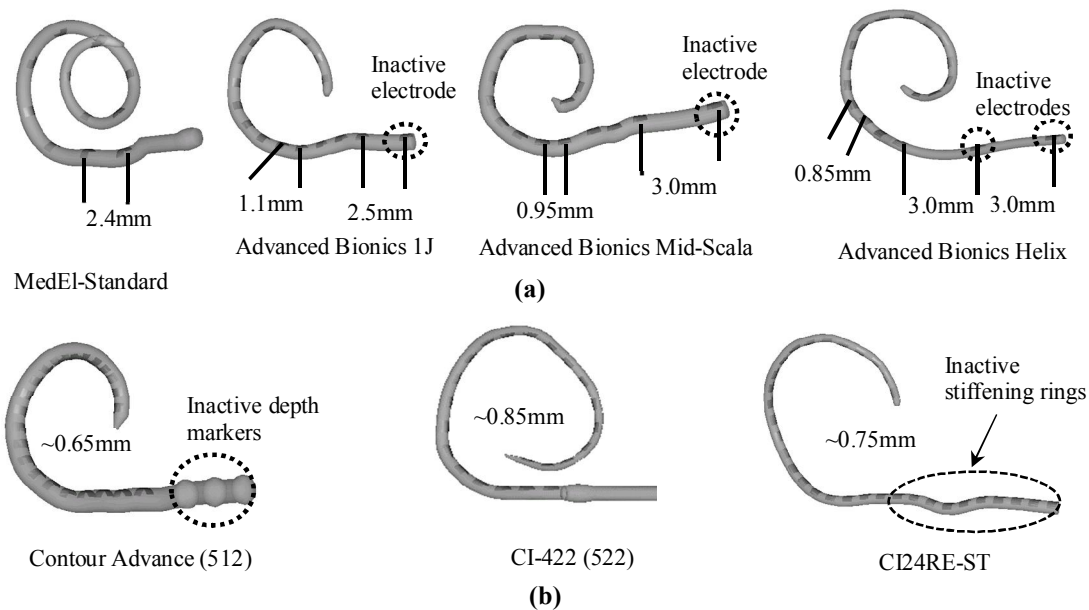 Inactive
electrode
Inactive
electrode
Inactive
electrodes
2.4mm
1.1mm
2.5mm
0.95mm
3.0mm
0.85mm
3.0mm
3.0mm
MedEl-Standard
Advanced Bionics 1J
Advanced Bionics Mid-Scala
Advanced Bionics Helix
(a)
Inactive depth
markers
~0.65mm
~0.85mm
Inactive
stiffening rings
~0.75mm
Contour Advance (512)
CI-422 (522)
CI24RE-ST
(b)